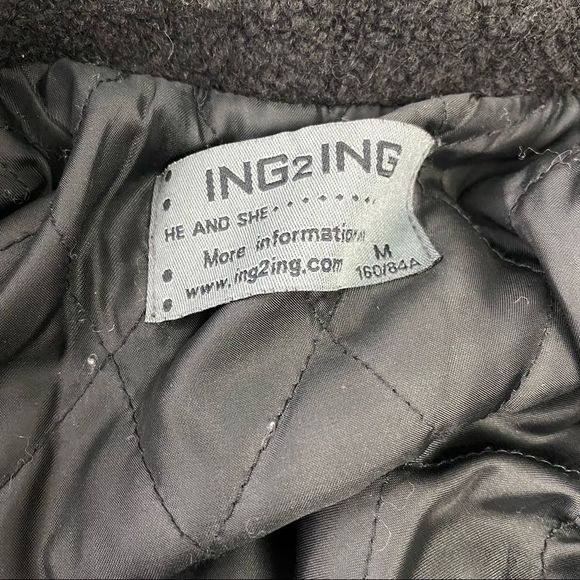 ING2ING
HE AND SHE........
More information
www.ing2ing.com
M
160/84A